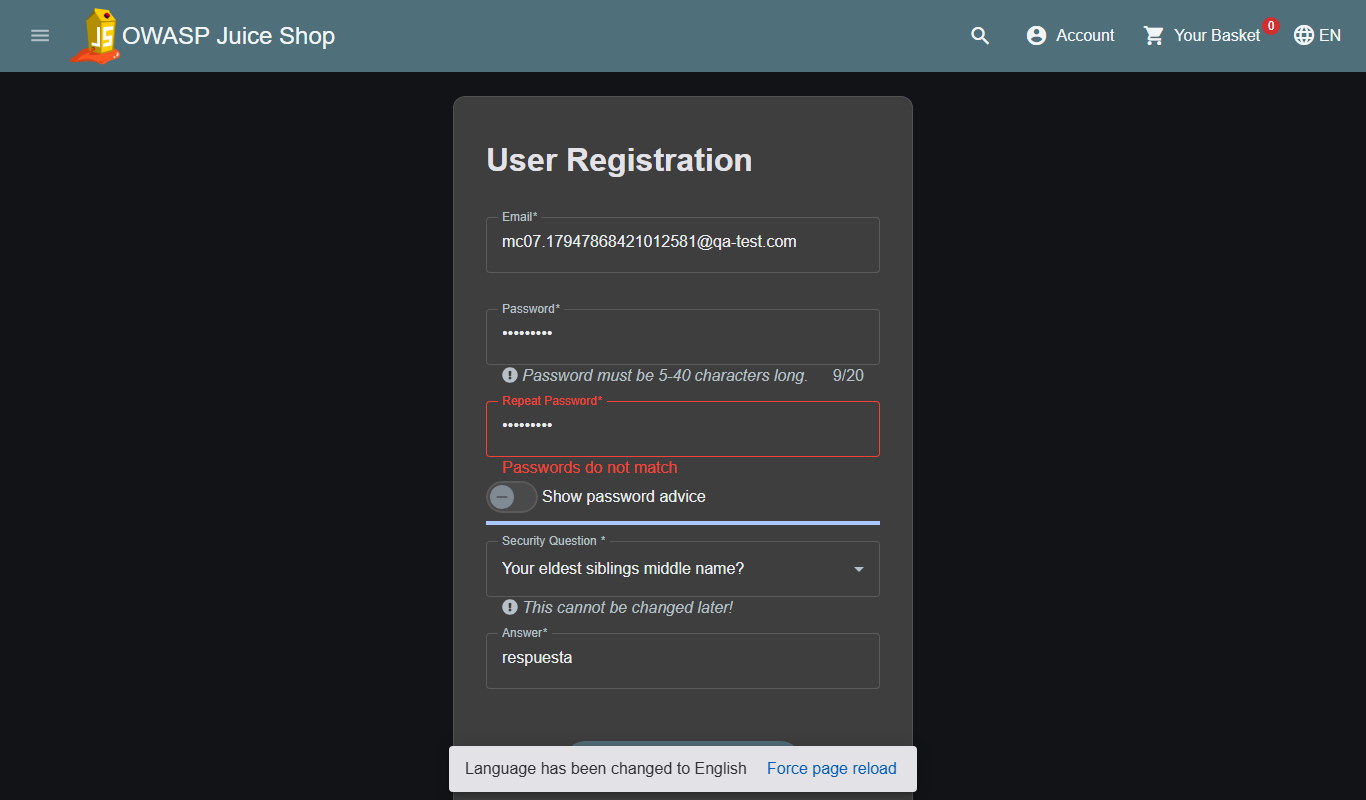 OWASP Juice Shop
Account
Your Basket
0
EN
User Registration
Email*
mc07.17947868421012581@qa-test.com
Password*
•••••••••
Password must be 5-40 characters long.
9/20
Repeat Password*
•••••••••
Passwords do not match
Show password advice
Security Question *
Your eldest siblings middle name?
This cannot be changed later!
Answer*
respuesta
Language has been changed to English
Force page reload